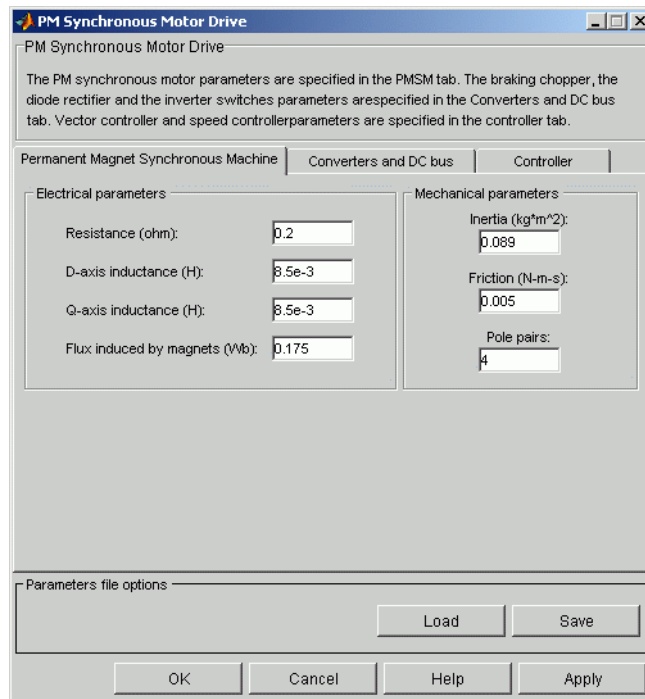 PM Synchronous Motor Drive
PM Synchronous Motor Drive
The PM synchronous motor parameters are specified in the PMSM tab. The braking chopper, the
diode rectifier and the inverter switches parameters arespecified in the Converters and DC bus
tab. Vector controller and speed controllerparameters are specified in the controller tab.
Permanent Magnet Synchronous Machine
Converters and DC bus
Controller
Electrical parameters
Resistance (ohm): 0.2
D-axis inductance (H): 8.5e-3
Q-axis inductance (H): 8.5e-3
Flux induced by magnets (Wb): 0.175
Mechanical parameters
Inertia (kg*m^2):
0.089
Friction (N-m-s):
0.005
Pole pairs:
4
Parameters file options
Load
Save
OK
Cancel
Help
Apply